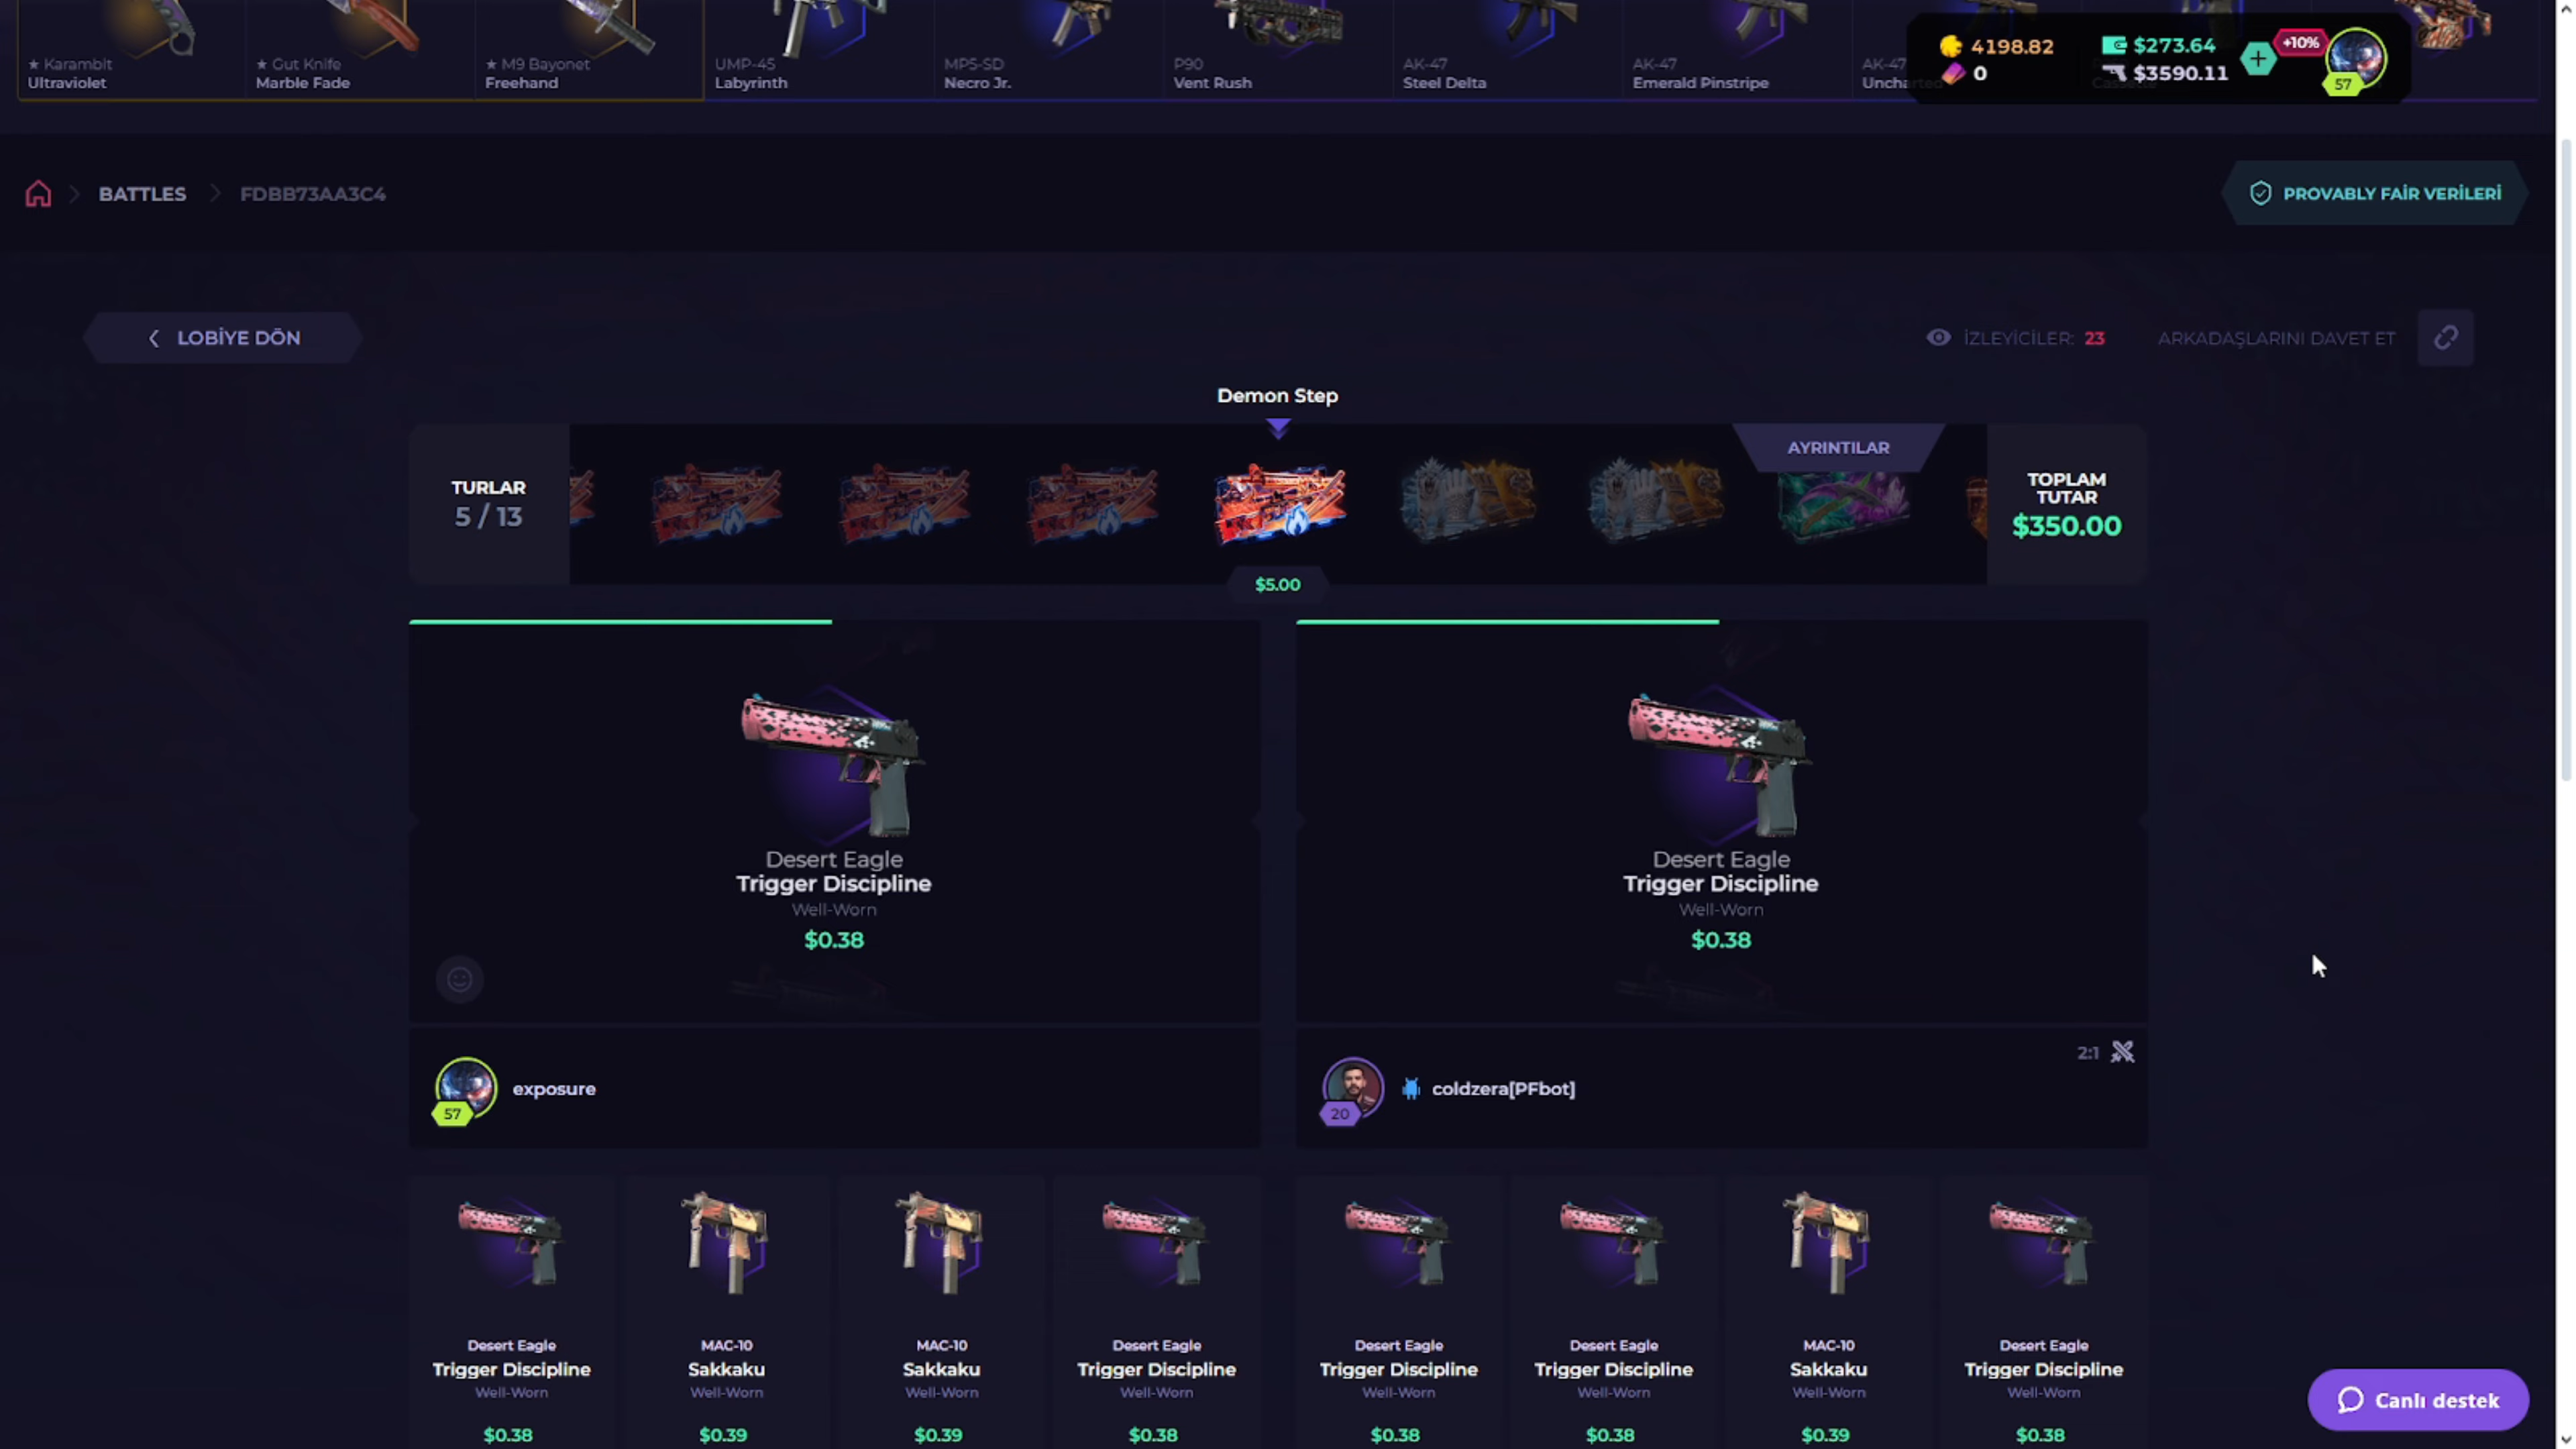 ★ Karambit
Ultraviolet
★ Gut Knife
Marble Fade
★ M9 Bayonet
Freehand
UMP-45
Labyrinth
MP5-SD
Necro Jr.
P90
Vent Rush
AK-47
Steel Delta
AK-47
Emerald Pinstripe
AK-47
4198.82
0
$273.64
$3590.11
+
+10%
57
BATTLES
FDBB73AA3C4
PROVABLY FAİR VERİLERİ
LOBİYE DÖN
İZLEYİCİLER: 23
ARKADAŞLARINI DAVET ET
Demon Step
TURLAR
5 / 13
AYRINTILAR
TOPLAM
TUTAR
$350.00
$5.00
Desert Eagle
Trigger Discipline
Well-Worn
$0.38
Desert Eagle
Trigger Discipline
Well-Worn
$0.38
57
exposure
20
coldzera[PFbot]
2:1
Desert Eagle
Trigger Discipline
Well-Worn
$0.38
MAC-10
Sakkaku
Well-Worn
$0.39
MAC-10
Sakkaku
Well-Worn
$0.39
Desert Eagle
Trigger Discipline
Well-Worn
$0.38
Desert Eagle
Trigger Discipline
Well-Worn
$0.38
Desert Eagle
Trigger Discipline
Well-Worn
$0.38
MAC-10
Sakkaku
Well-Worn
$0.39
Desert Eagle
Trigger Discipline
Well-Worn
$0.38
Canlı destek